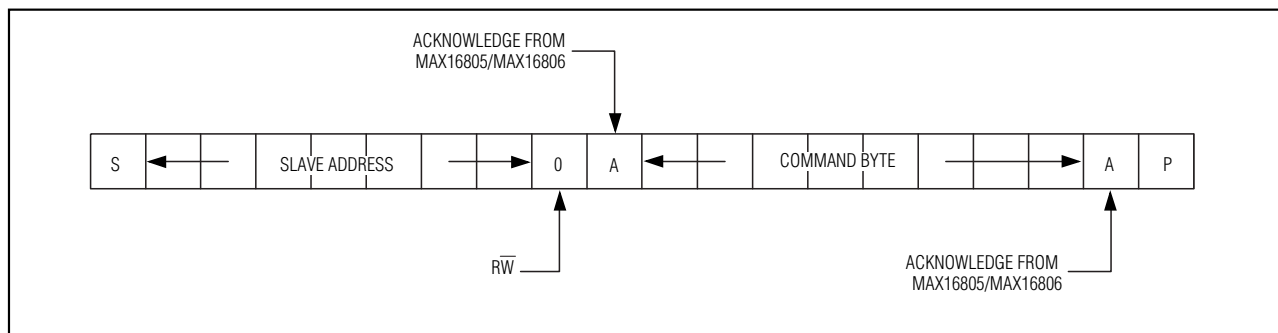 ACKNOWLEDGE FROM
MAX16805/MAX16806
S SLAVE ADDRESS 0 A COMMAND BYTE A P
RW̅
ACKNOWLEDGE FROM
MAX16805/MAX16806